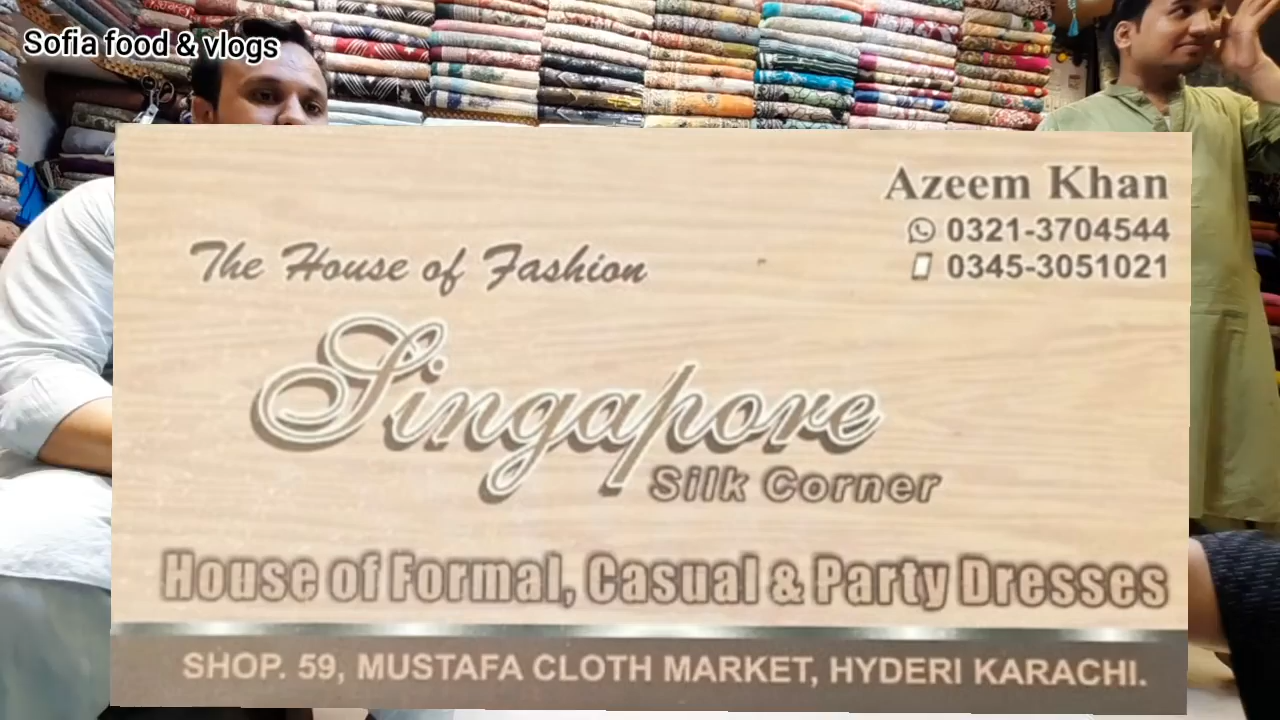 Sofia food & vlogs
Azeem Khan
0321-3704544
0345-3051021
The House of Fashion
Singapore
Silk Corner
House of Formal, Casual & Party Dresses
SHOP. 59, MUSTAFA CLOTH MARKET, HYDERI KARACHI.